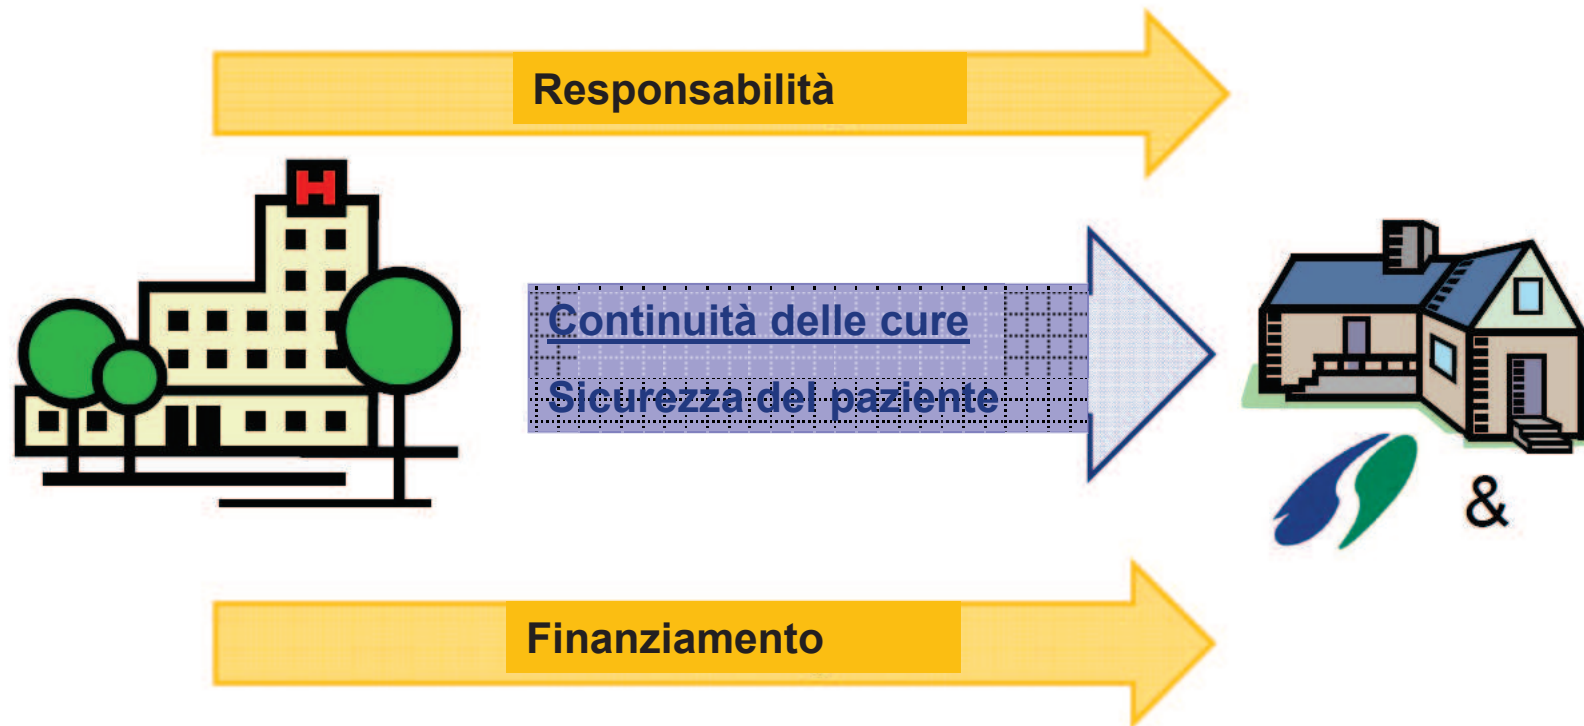 Responsabilità
H
Continuità delle cure
Sicurezza del paziente
&
Finanziamento